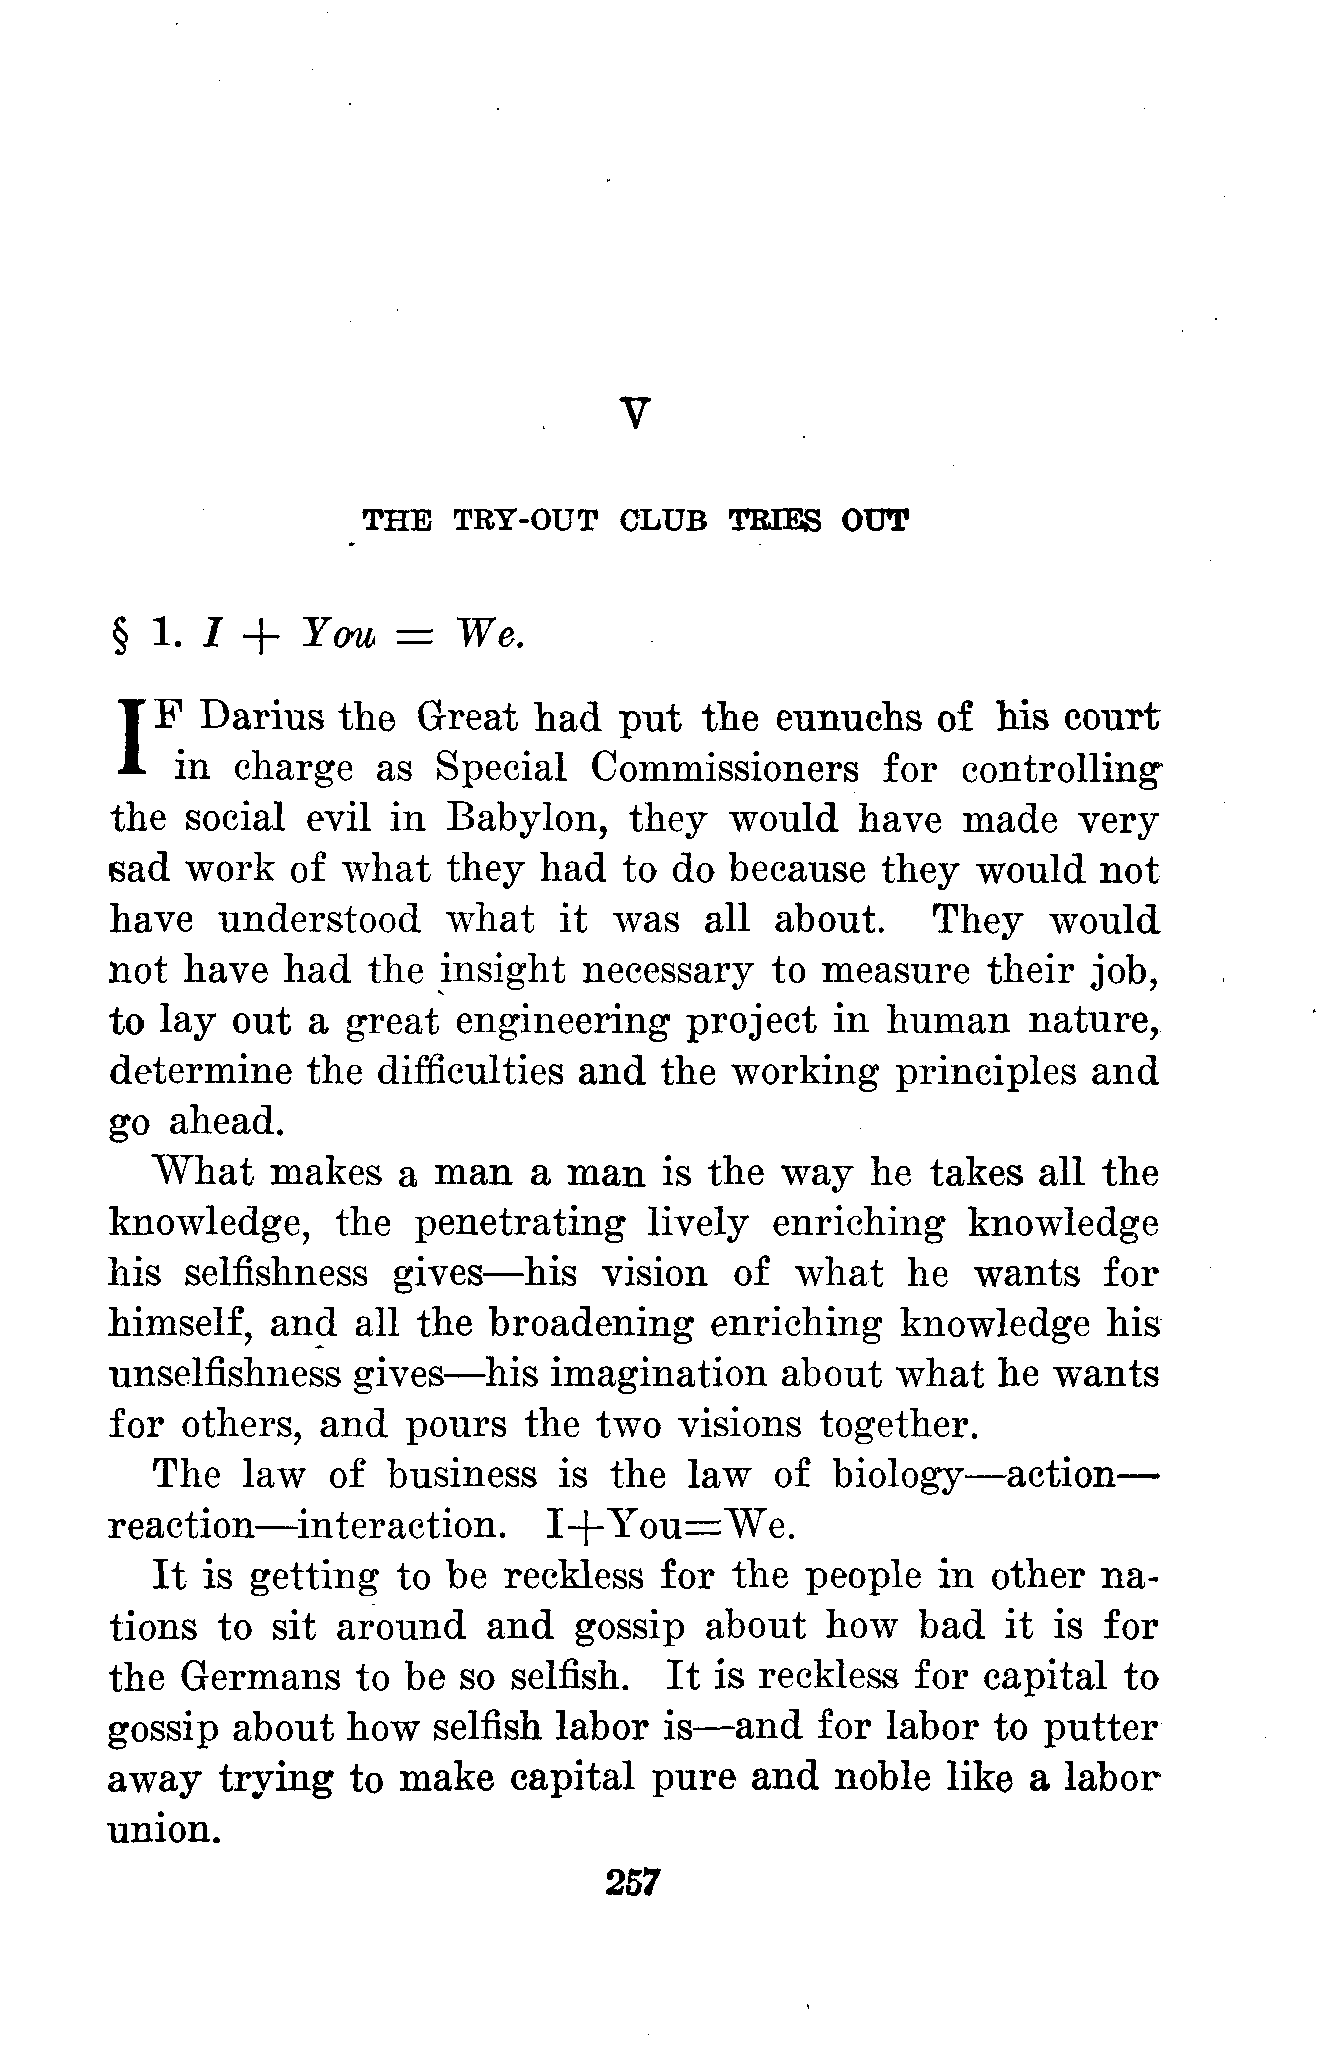 V
THE TRY-OUT CLUB TRIES OUT
§ 1. I + You = We.
IF Darius the Great had put the eunuchs of his court
in charge as Special Commissioners for controlling
the social evil in Babylon, they would have made very
sad work of what they had to do because they would not
have understood what it was all about. They would
not have had the insight necessary to measure their job,
to lay out a great engineering project in human nature,
determine the difficulties and the working principles and
go ahead.
What makes a man a man is the way he takes all the
knowledge, the penetrating lively enriching knowledge
his selfishness gives—his vision of what he wants for
himself, and all the broadening enriching knowledge his
unselfishness gives—his imagination about what he wants
for others, and pours the two visions together.
The law of business is the law of biology—action—
reaction—interaction. I+You=We.
It is getting to be reckless for the people in other na-
tions to sit around and gossip about how bad it is for
the Germans to be so selfish. It is reckless for capital to
gossip about how selfish labor is—and for labor to putter
away trying to make capital pure and noble like a labor
union.
257